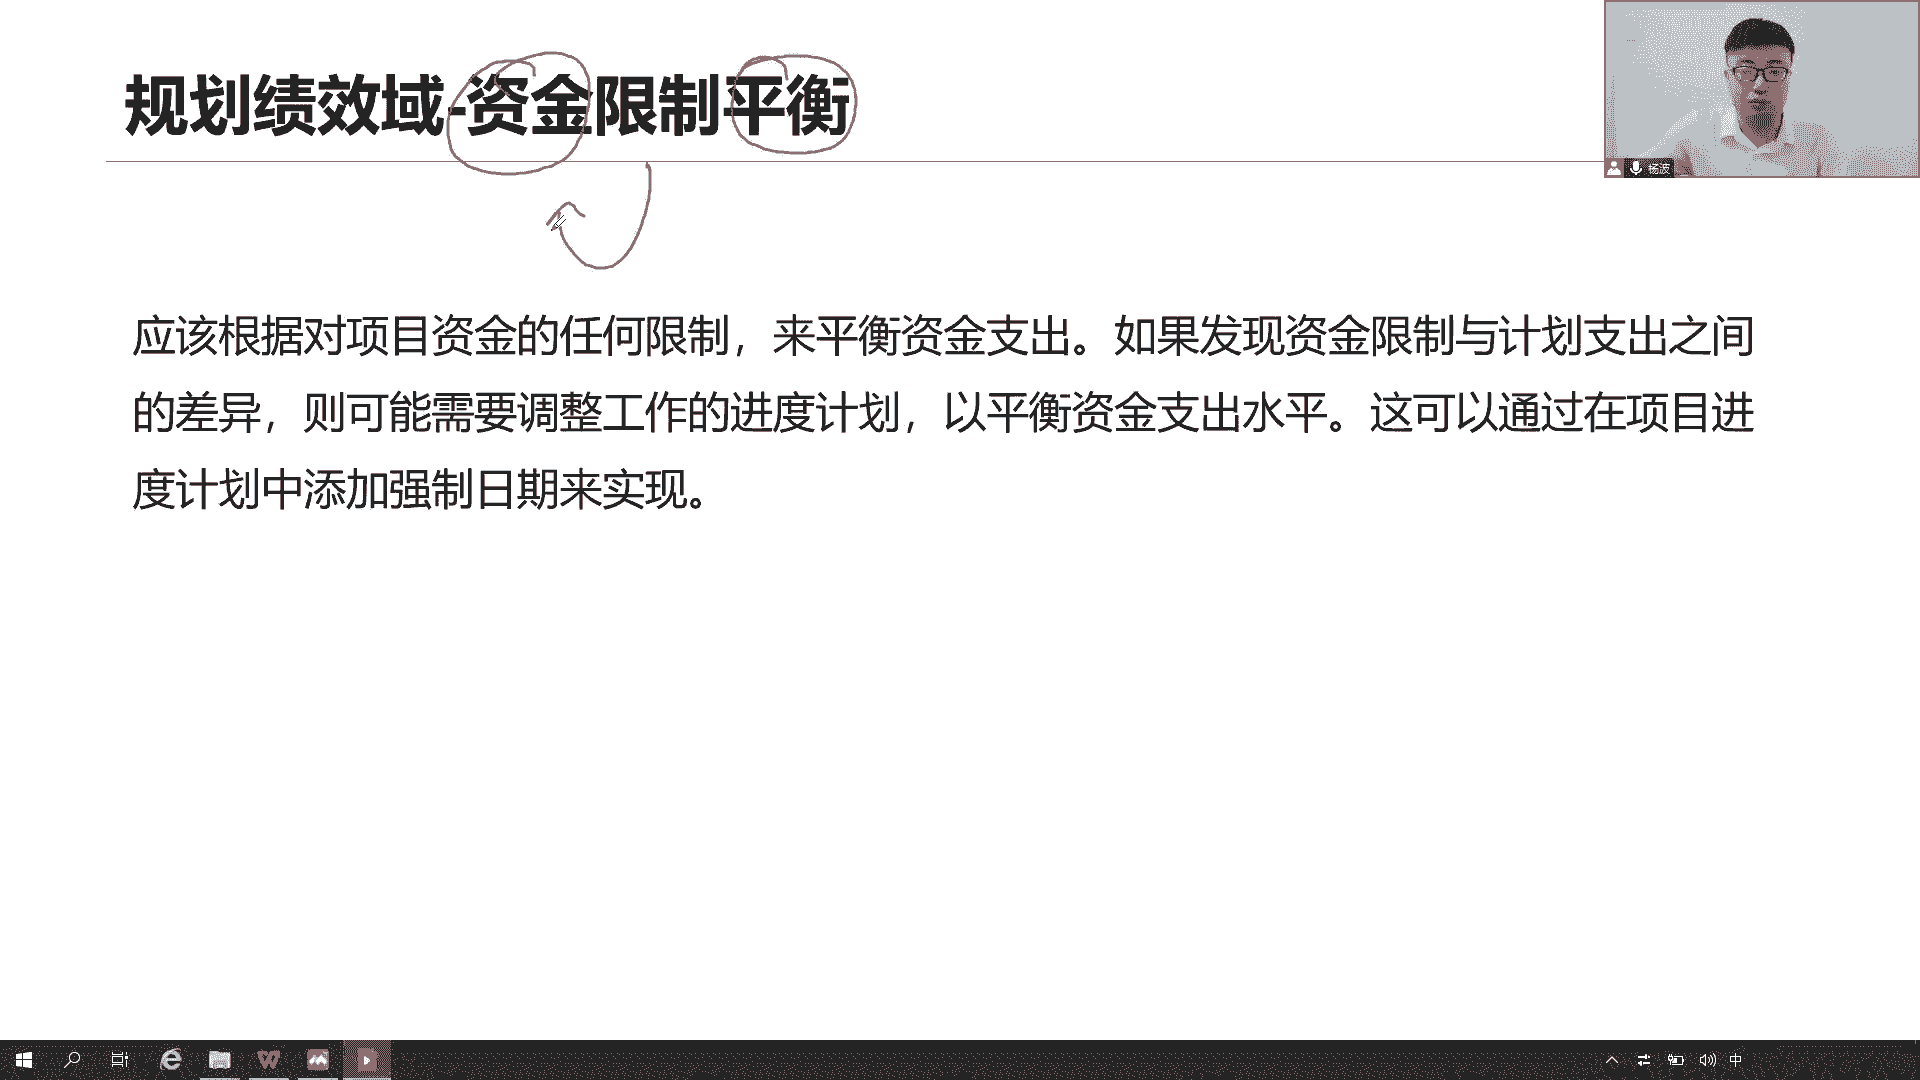 规划绩效域-资金限制平衡
杨波
应该根据对项目资金的任何限制，来平衡资金支出。如果发现资金限制与计划支出之间
的差异，则可能需要调整工作的进度计划，以平衡资金支出水平。这可以通过在项目进
度计划中添加强制日期来实现。
中